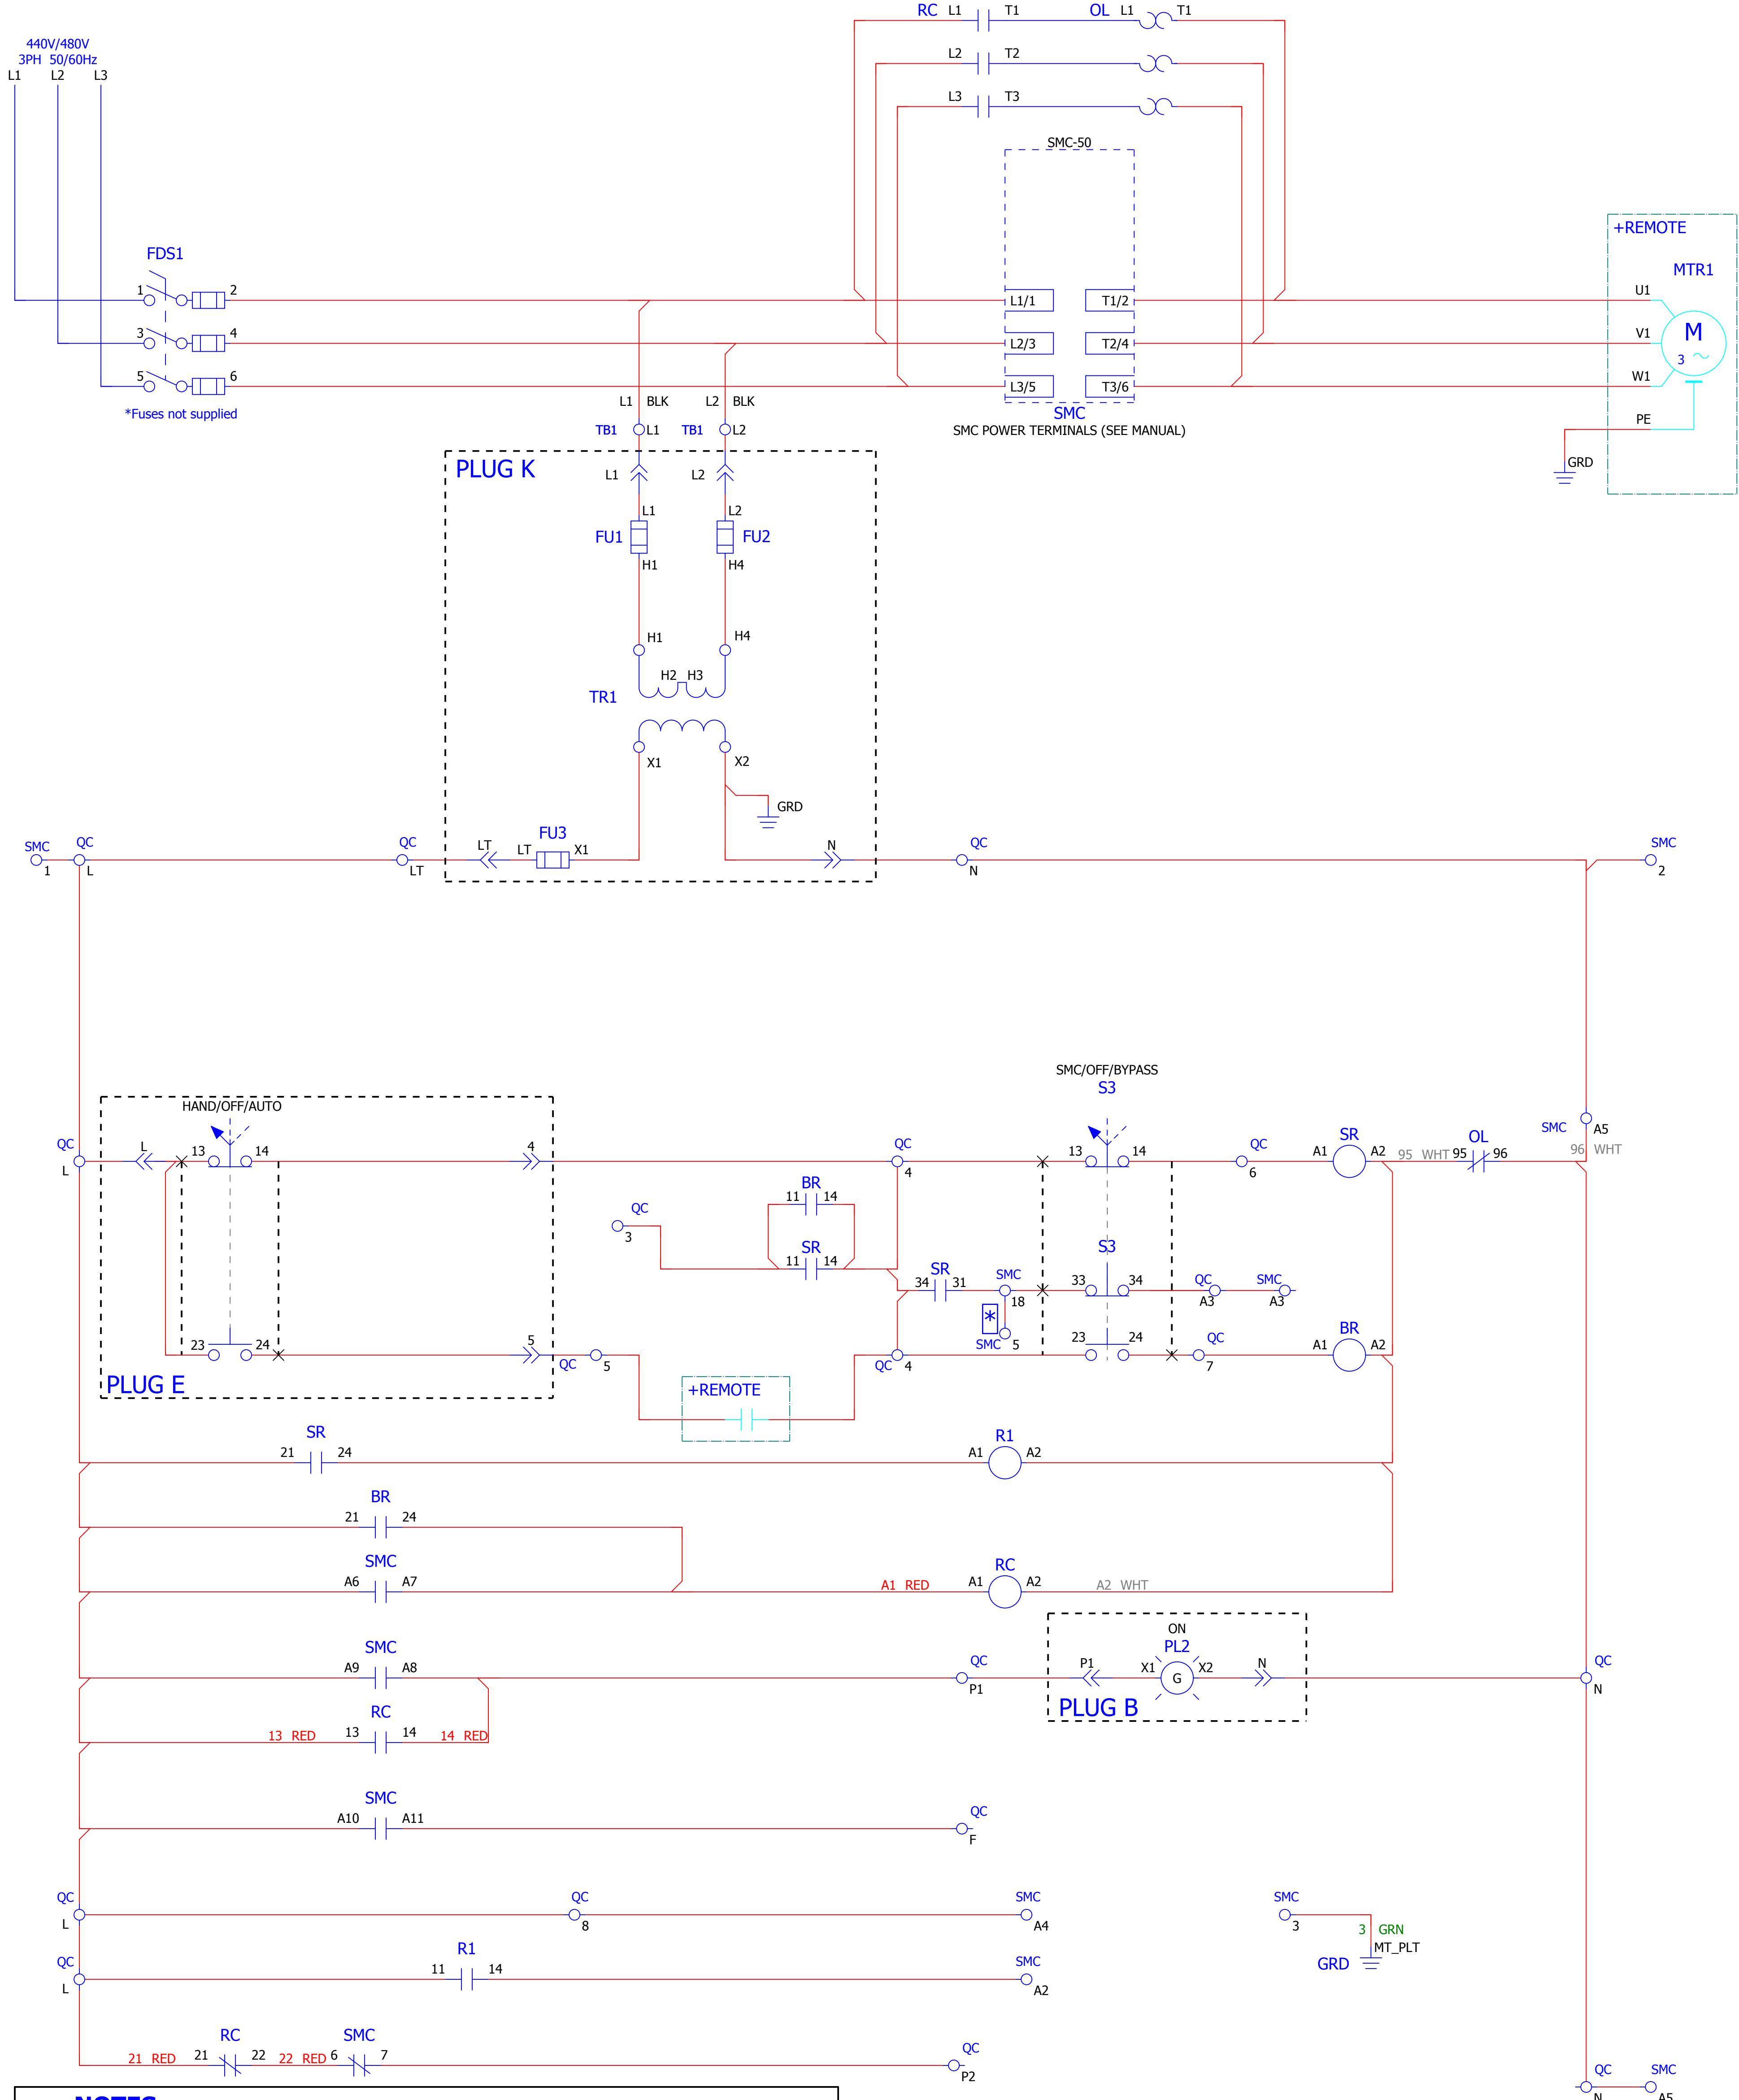 RC L1 T1 OL L1 T1
440V/480V
3PH 50/60Hz
L1 L2 L3
L2 T2
L3 T3
SMC-50
+REMOTE
FDS1
MTR1
1 2 L1/1 T1/2 U1
3 4 L2/3 T2/4 V1 M
3
5 6 L3/5 T3/6 W1
*Fuses not supplied
L1 BLK L2 BLK
SMC
SMC POWER TERMINALS (SEE MANUAL)
PE
TB1 L1 TB1 L2
GRD
PLUG K
L1 L2
L1 L2
FU1 FU2
H1 H4
H1 H4
H2 H3
TR1
X1 X2
GRD
SMC QC QC FU3 N QC SMC
LT LT X1
1 L LT N 2
SMC/OFF/BYPASS
S3
HAND/OFF/AUTO
QC L 13 14 4 QC 13 14 QC SR OL SMC A5
L 4 6 A1 A2 95 WHT 95 96 96 WHT
BR
11 14
QC
3
SR
11 14
S3
SR
34 31 SMC 33 34 QC SMC
18 A3 A3
*
SMC 5
23 24 5 QC 5 QC 4 23 24 QC 7 BR A1 A2
PLUG E
+REMOTE
SR
21 24
R1
A1 A2
BR
21 24
SMC
A6 A7
RC
A1 RED A1 A2 A2 WHT
ON
SMC PL2
A9 A8 QC P1 P1 X1 G X2 N QC N
PLUG B
RC
13 RED 13 14 14 RED
SMC
A10 A11 QC
F
QC QC SMC SMC
L 8 A4 3
3 GRN
MT_PLT
GRD
QC R1 SMC
L 11 14 A2
RC SMC
21 RED 21 22 22 RED 6 7 QC
P2
QC SMC
N A5
NOTES